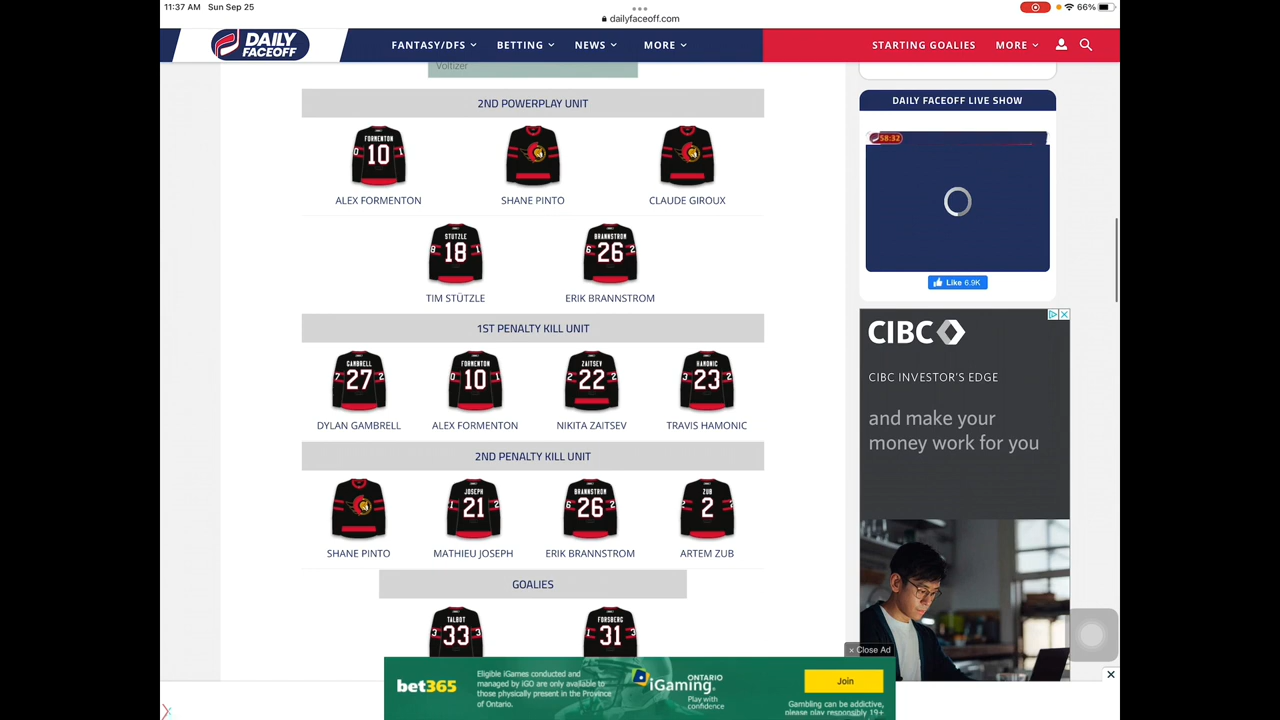 11:37 AM Sun Sep 25
66%
dailyfaceoff.com
DAILY FACEOFF
FANTASY/DFS
BETTING
NEWS
MORE
STARTING GOALIES
MORE
Voltizer
2ND POWERPLAY UNIT
FORMENTON
10
ALEX FORMENTON
SHANE PINTO
CLAUDE GIROUX
STUTZLE
18
TIM STÜTZLE
BRANNSTROM
26
ERIK BRANNSTROM
1ST PENALTY KILL UNIT
GAMBRELL
27
DYLAN GAMBRELL
FORMENTON
10
ALEX FORMENTON
ZAITSEV
22
NIKITA ZAITSEV
HAMONIC
23
TRAVIS HAMONIC
2ND PENALTY KILL UNIT
SHANE PINTO
JOSEPH
21
MATHIEU JOSEPH
BRANNSTROM
26
ERIK BRANNSTROM
ZUB
2
ARTEM ZUB
GOALIES
TALBOT
33
FORSBERG
31
DAILY FACEOFF LIVE SHOW
58:32
Like 6.9K
CIBC
CIBC INVESTOR'S EDGE
and make your
money work for you
× Close Ad
bet365
Eligible iGames conducted and
managed by iGO are only available to
those physically present in the Province
of Ontario.
iGaming
ONTARIO
Play with
confidence
Join
Gambling can be addictive,
please play responsibly 19+